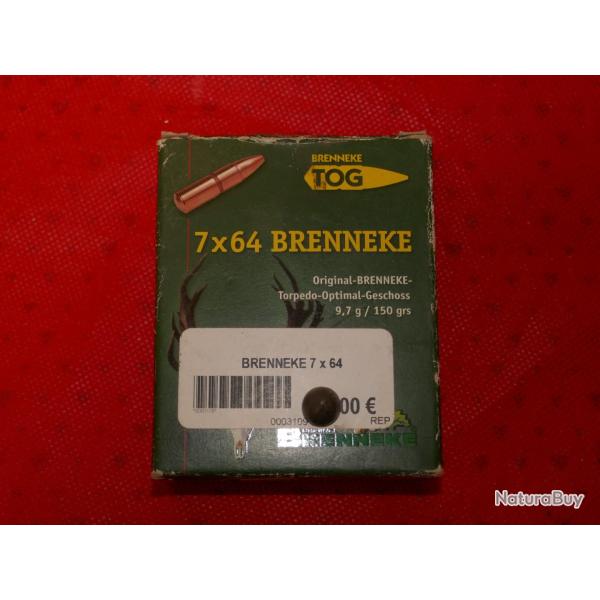 BRENNEKE
TOG
7x64 BRENNEKE
Original-BRENNEKE-
Torpedo-Optimal-Geschoss
9,7 g / 150 grs
BRENNEKE 7 x 64
00 €
REP
BRENNEKE
NaturaBuy